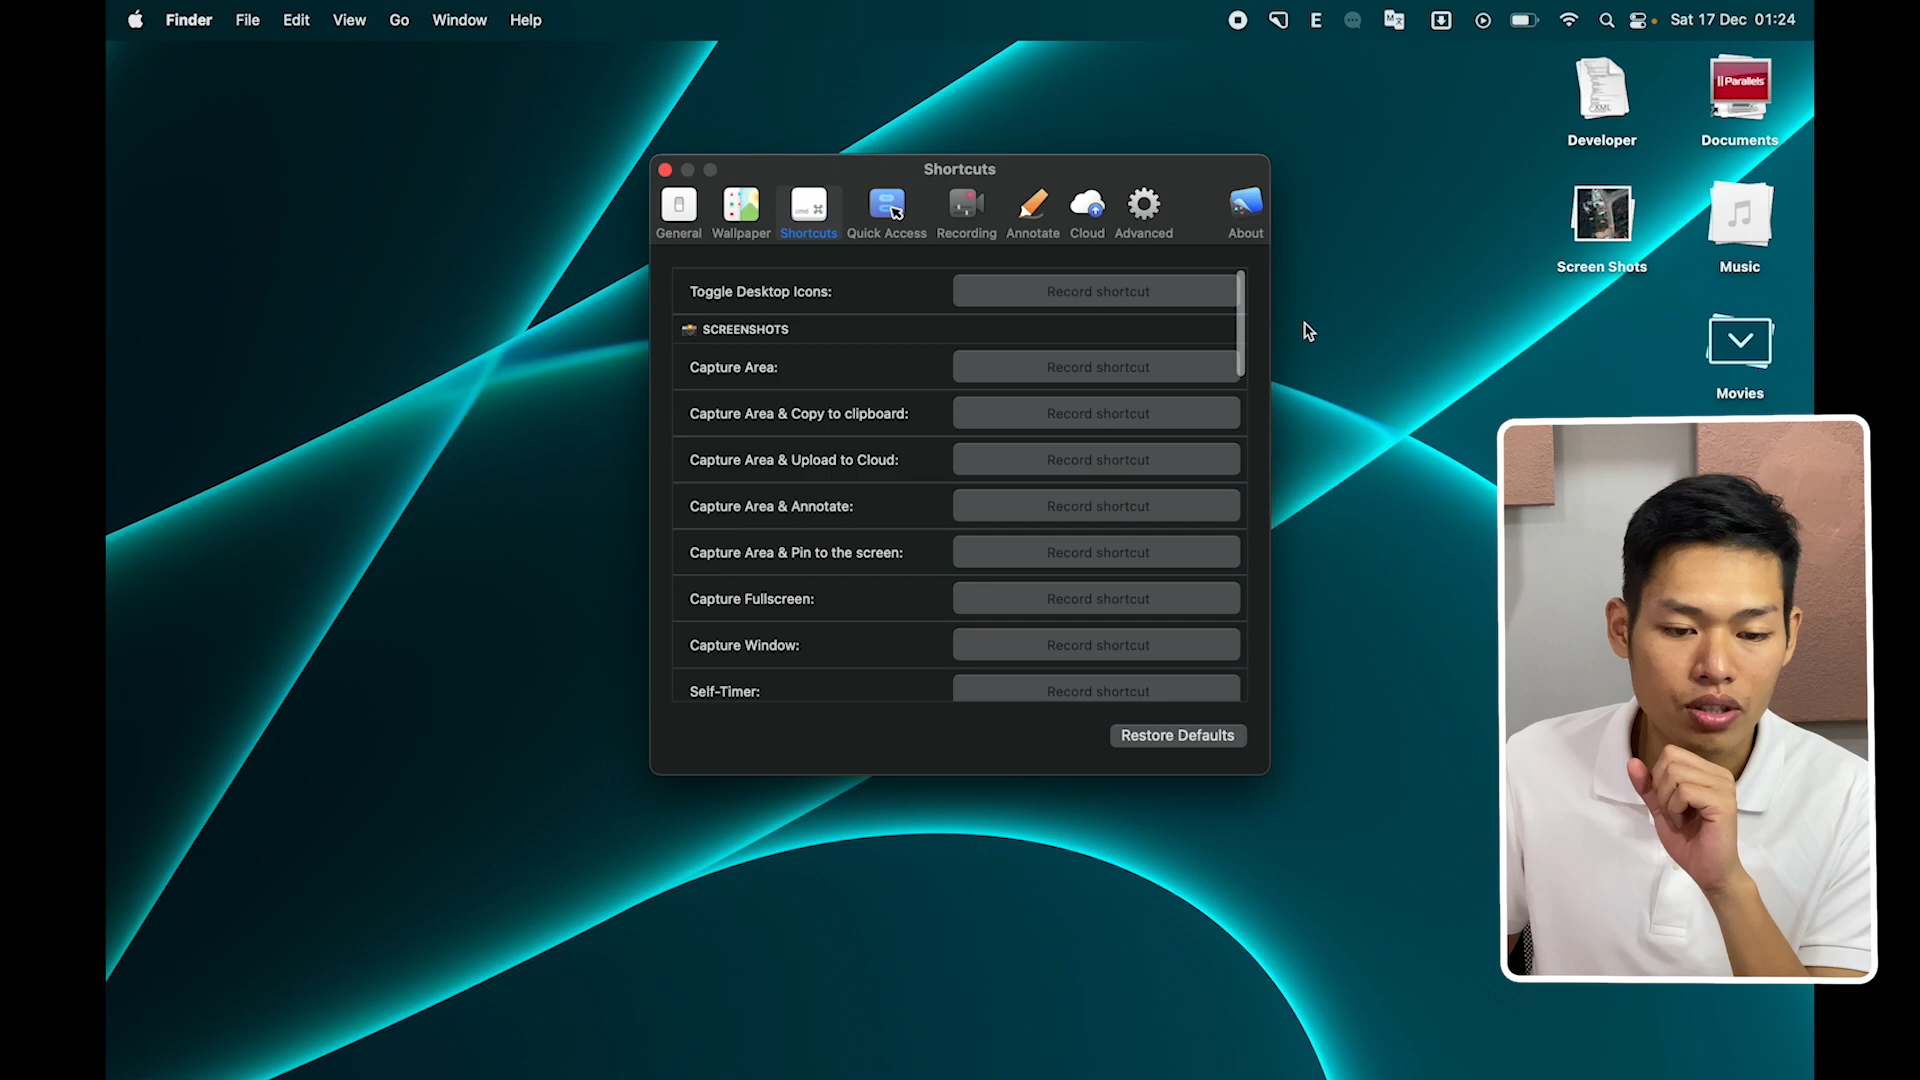 Finder File Edit View Go Window Help E Sat 17 Dec 01:24
Parallels
XML
Developer Documents
Screen Shots Music
Movies
Shortcuts
cmd ⌘
General Wallpaper Shortcuts Quick Access Recording Annotate Cloud Advanced About
Toggle Desktop Icons: Record shortcut
SCREENSHOTS
Capture Area: Record shortcut
Capture Area & Copy to clipboard: Record shortcut
Capture Area & Upload to Cloud: Record shortcut
Capture Area & Annotate: Record shortcut
Capture Area & Pin to the screen: Record shortcut
Capture Fullscreen: Record shortcut
Capture Window: Record shortcut
Self-Timer: Record shortcut
Restore Defaults